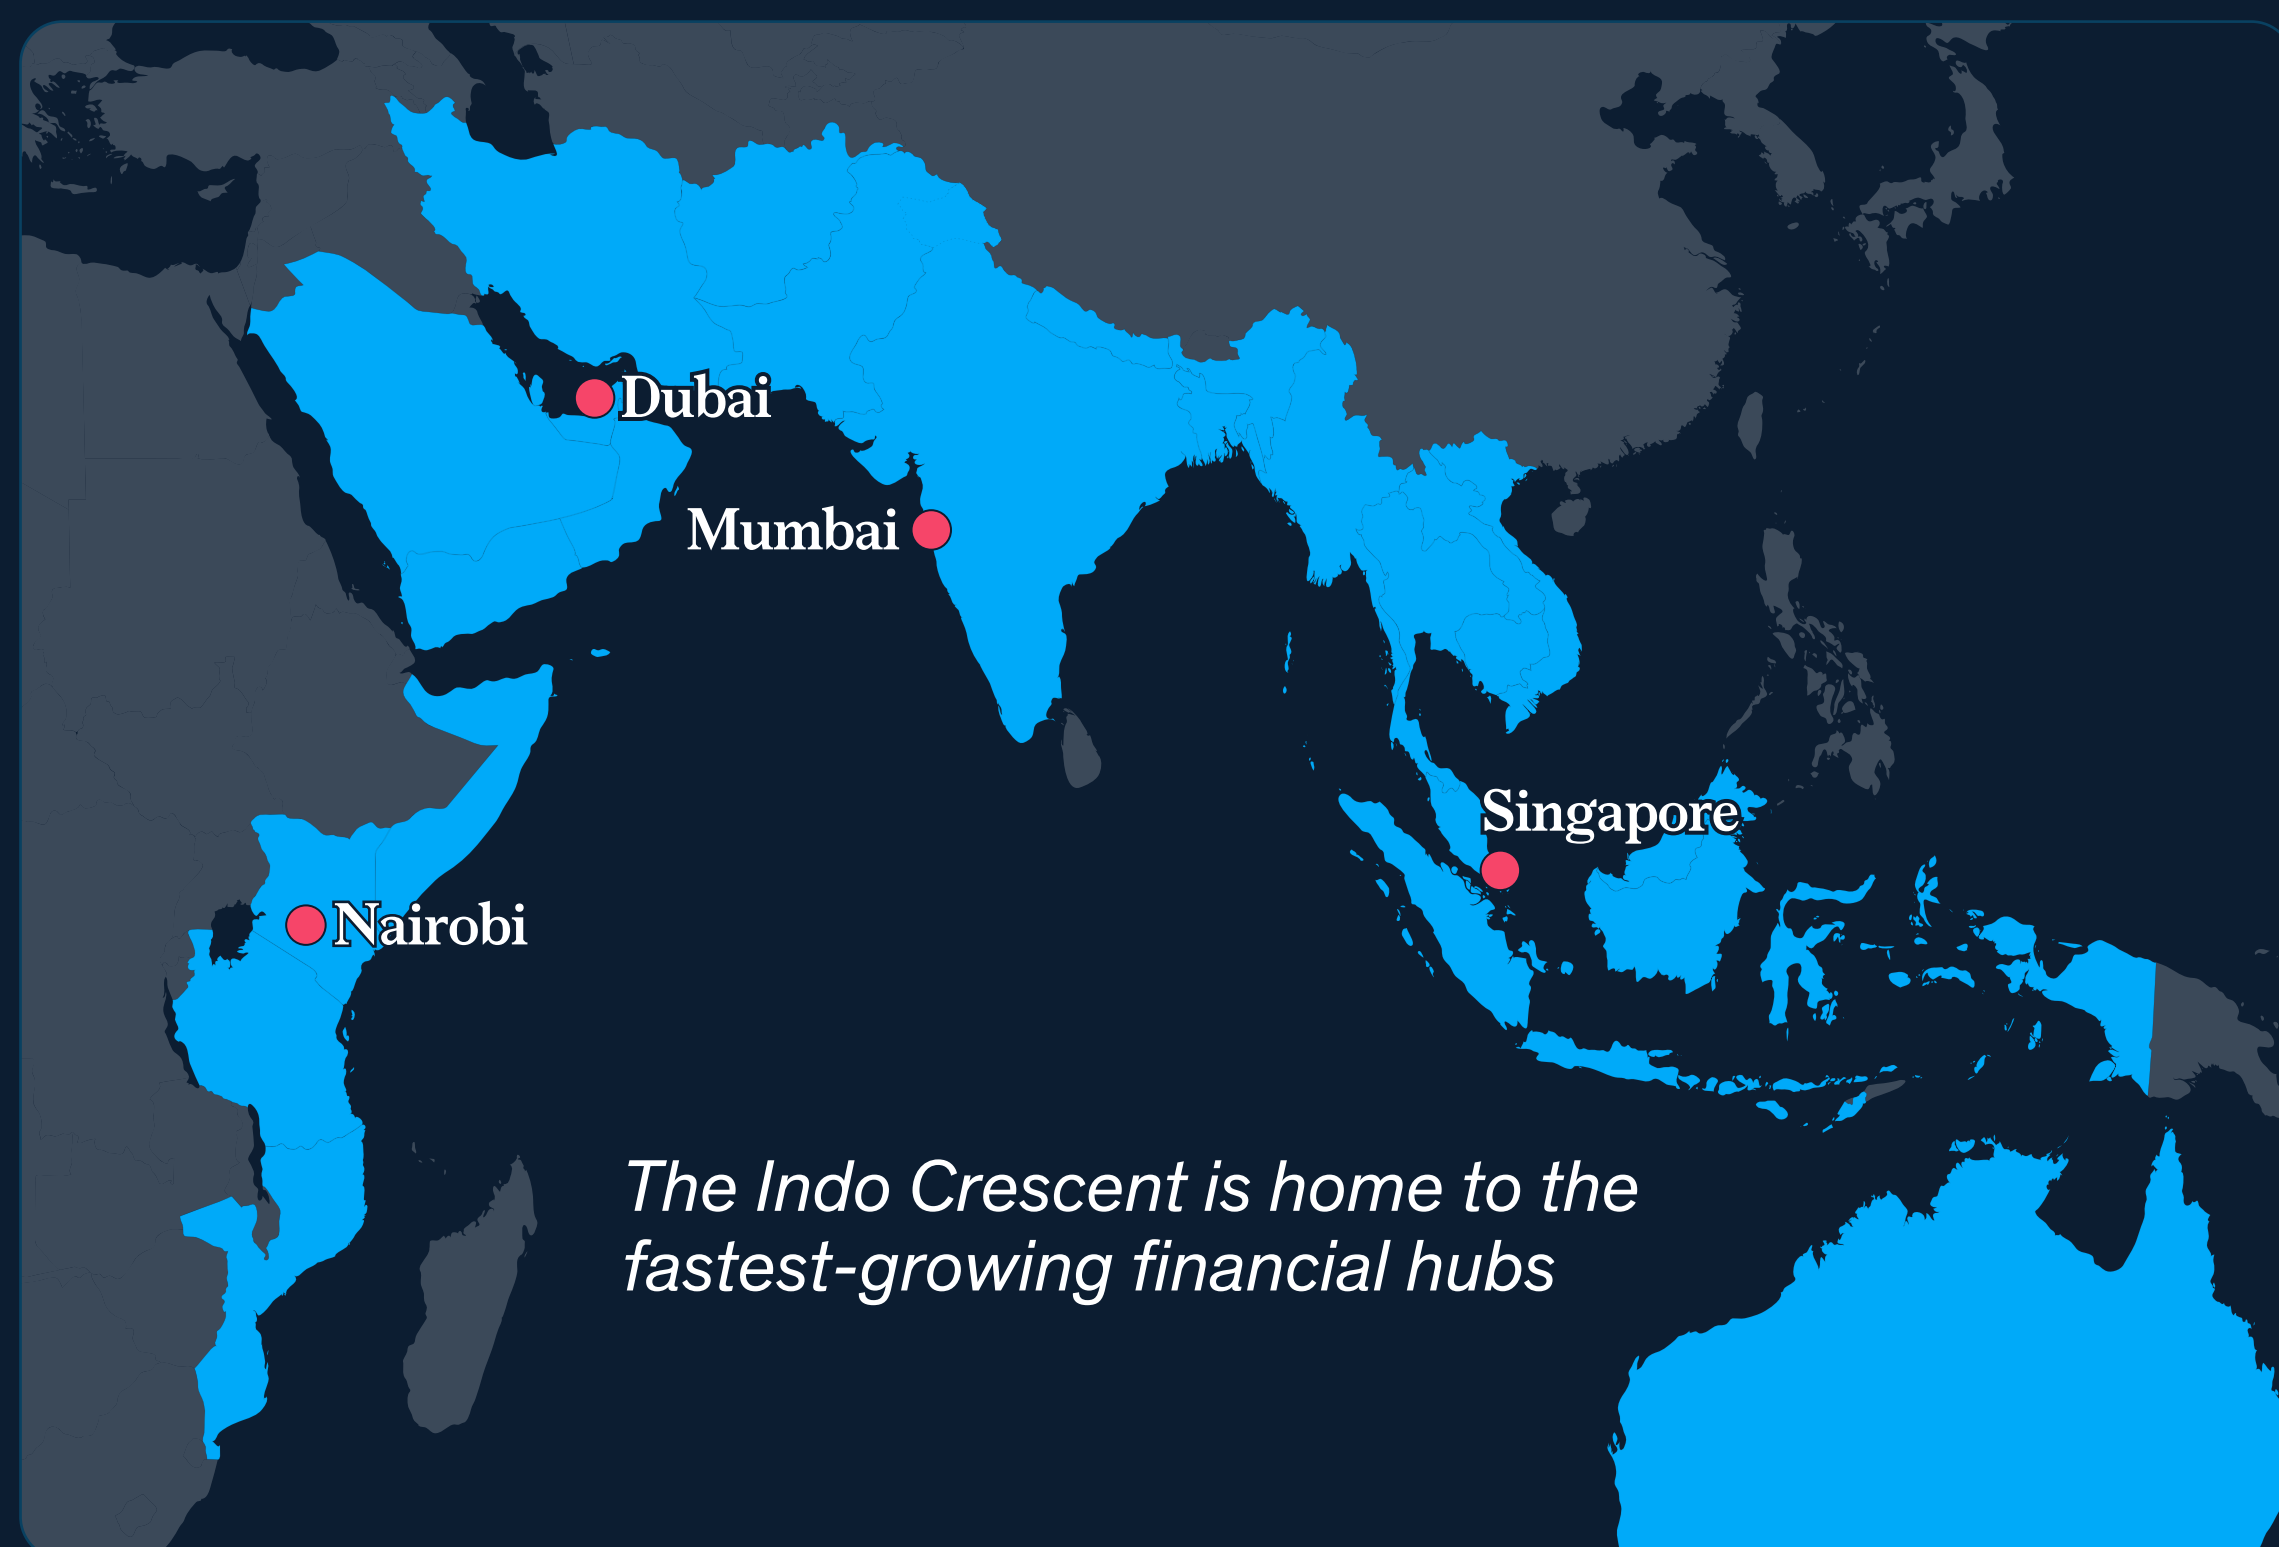 Dubai
Mumbai
Singapore
Nairobi
The Indo Crescent is home to the
fastest-growing financial hubs